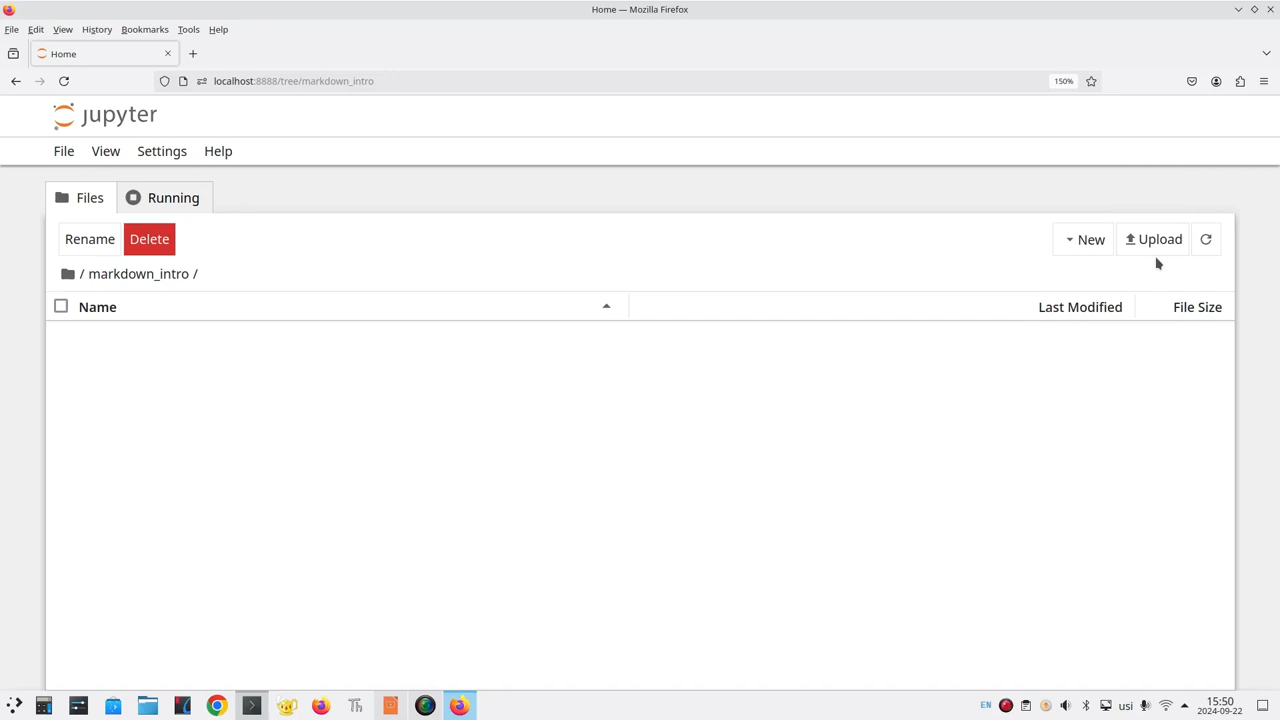 Home — Mozilla Firefox
File Edit View History Bookmarks Tools Help
Home
localhost:8888/tree/markdown_intro 150%
jupyter
File View Settings Help
Files Running
Rename Delete New Upload
/ markdown_intro /
Name Last Modified File Size
Th EN usi 15:50
2024-09-22